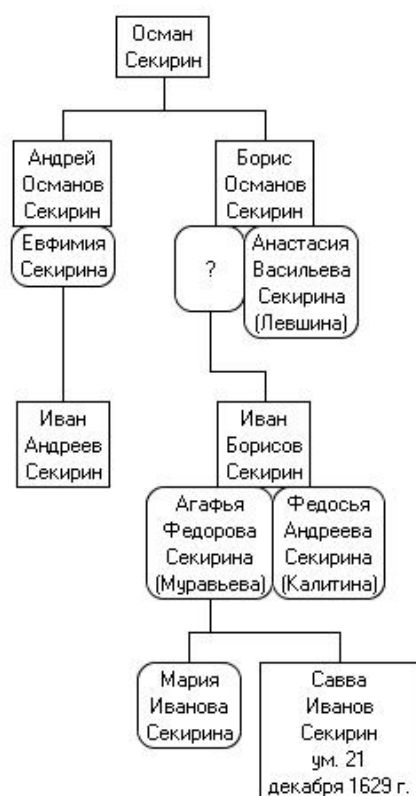 Осман
Секирин
Андрей
Османов
Секирин
Евфимия
Секирина
Борис
Османов
Секирин
?
Анастасия
Васильева
Секирина
(Левшина)
Иван
Андреев
Секирин
Иван
Борисов
Секирин
Агафья
Федорова
Секирина
(Муравьева)
Федосья
Андреева
Секирина
(Калитина)
Мария
Иванова
Секирина
Савва
Иванов
Секирин
ум. 21
декабря 1629 г.